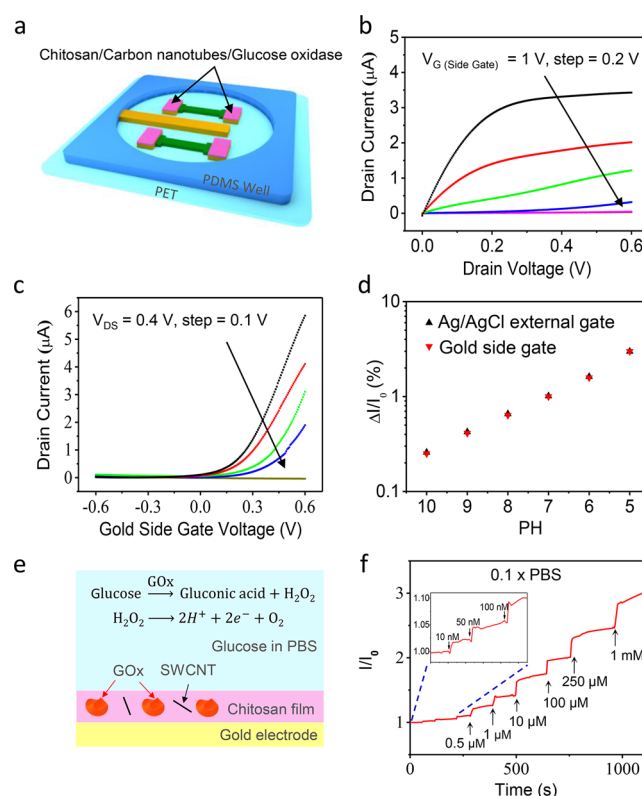 a
Chitosan/Carbon nanotubes/Glucose oxidase
PDMS Well
PET
b
V_G (Side Gate) = 1 V, step = 0.2 V
Drain Current (μA)
5
4
3
2
1
0
0.0 0.2 0.4 0.6
Drain Voltage (V)
c
V_DS = 0.4 V, step = 0.1 V
Drain Current (μA)
6
5
4
3
2
1
0
-0.6 -0.3 0.0 0.3 0.6
Gold Side Gate Voltage (V)
d
Ag/AgCl external gate
Gold side gate
ΔI/I₀ (%)
10
1
0.1
10 9 8 7 6 5
PH
e
GOx
Glucose ⟶ Gluconic acid + H₂O₂
H₂O₂ ⟶ 2H⁺ + 2e⁻ + O₂
Glucose in PBS
GOx SWCNT
Chitosan film
Gold electrode
f
0.1 x PBS
I/I₀
3
2
1
0
1.10
1.05
1.00
10 nM
50 nM
100 nM
0.5 μM
1 μM
10 μM
100 μM
250 μM
1 mM
0 500 1000
Time (s)